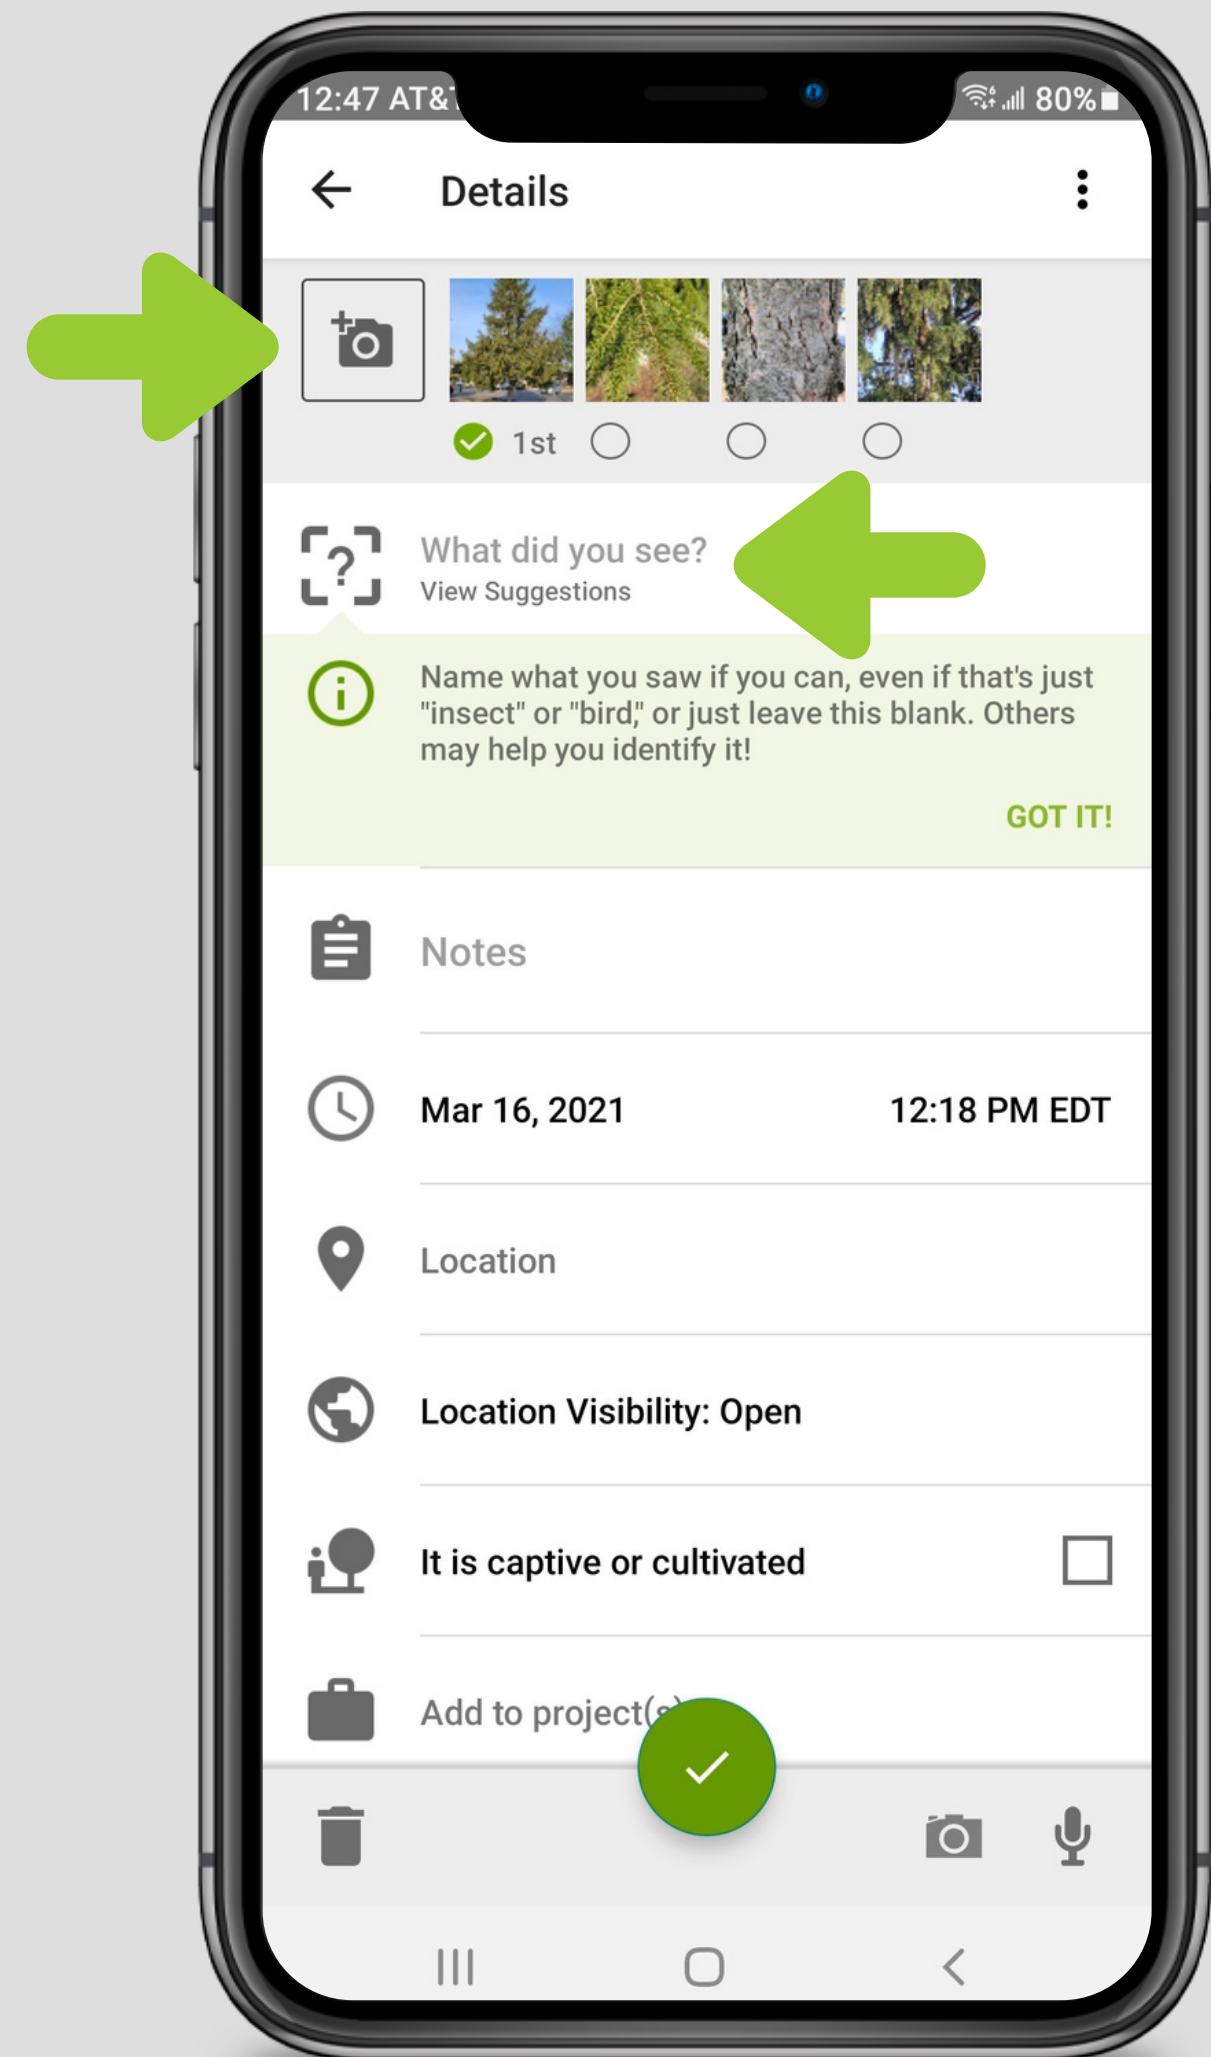 12:47 AT&T
80%
Details
1st
What did you see?
View Suggestions
Name what you saw if you can, even if that's just
"insect" or "bird," or just leave this blank. Others
may help you identify it!
GOT IT!
Notes
Mar 16, 2021
12:18 PM EDT
Location
Location Visibility: Open
It is captive or cultivated
Add to project(s)